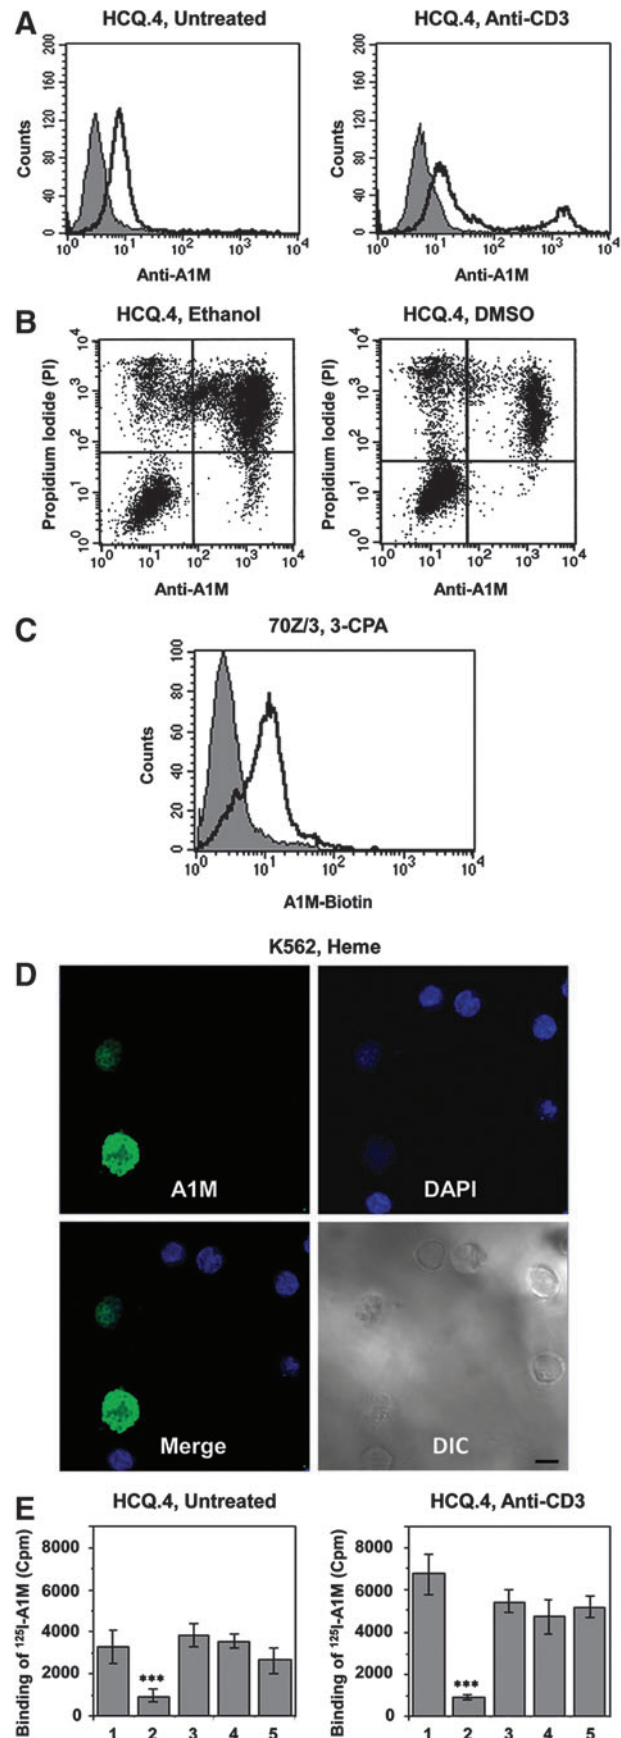 A
HCQ.4, Untreated
HCQ.4, Anti-CD3
Counts
200
160
120
80
40
0
10⁰ 10¹ 10² 10³ 10⁴
Anti-A1M
Counts
200
160
120
80
40
0
10⁰ 10¹ 10² 10³ 10⁴
Anti-A1M
B
HCQ.4, Ethanol
HCQ.4, DMSO
Propidium Iodide (PI)
10⁴
10³
10²
10¹
10⁰
10⁰ 10¹ 10² 10³ 10⁴
Anti-A1M
Propidium Iodide (PI)
10⁴
10³
10²
10¹
10⁰
10⁰ 10¹ 10² 10³ 10⁴
Anti-A1M
C
70Z/3, 3-CPA
Counts
100
80
60
40
20
0
10⁰ 10¹ 10² 10³ 10⁴
A1M-Biotin
K562, Heme
D
A1M
DAPI
Merge
DIC
E
HCQ.4, Untreated
HCQ.4, Anti-CD3
Binding of ¹²⁵I-A1M (Cpm)
8000
6000
4000
2000
0
***
1 2 3 4 5
Binding of ¹²⁵I-A1M (Cpm)
8000
6000
4000
2000
0
***
1 2 3 4 5